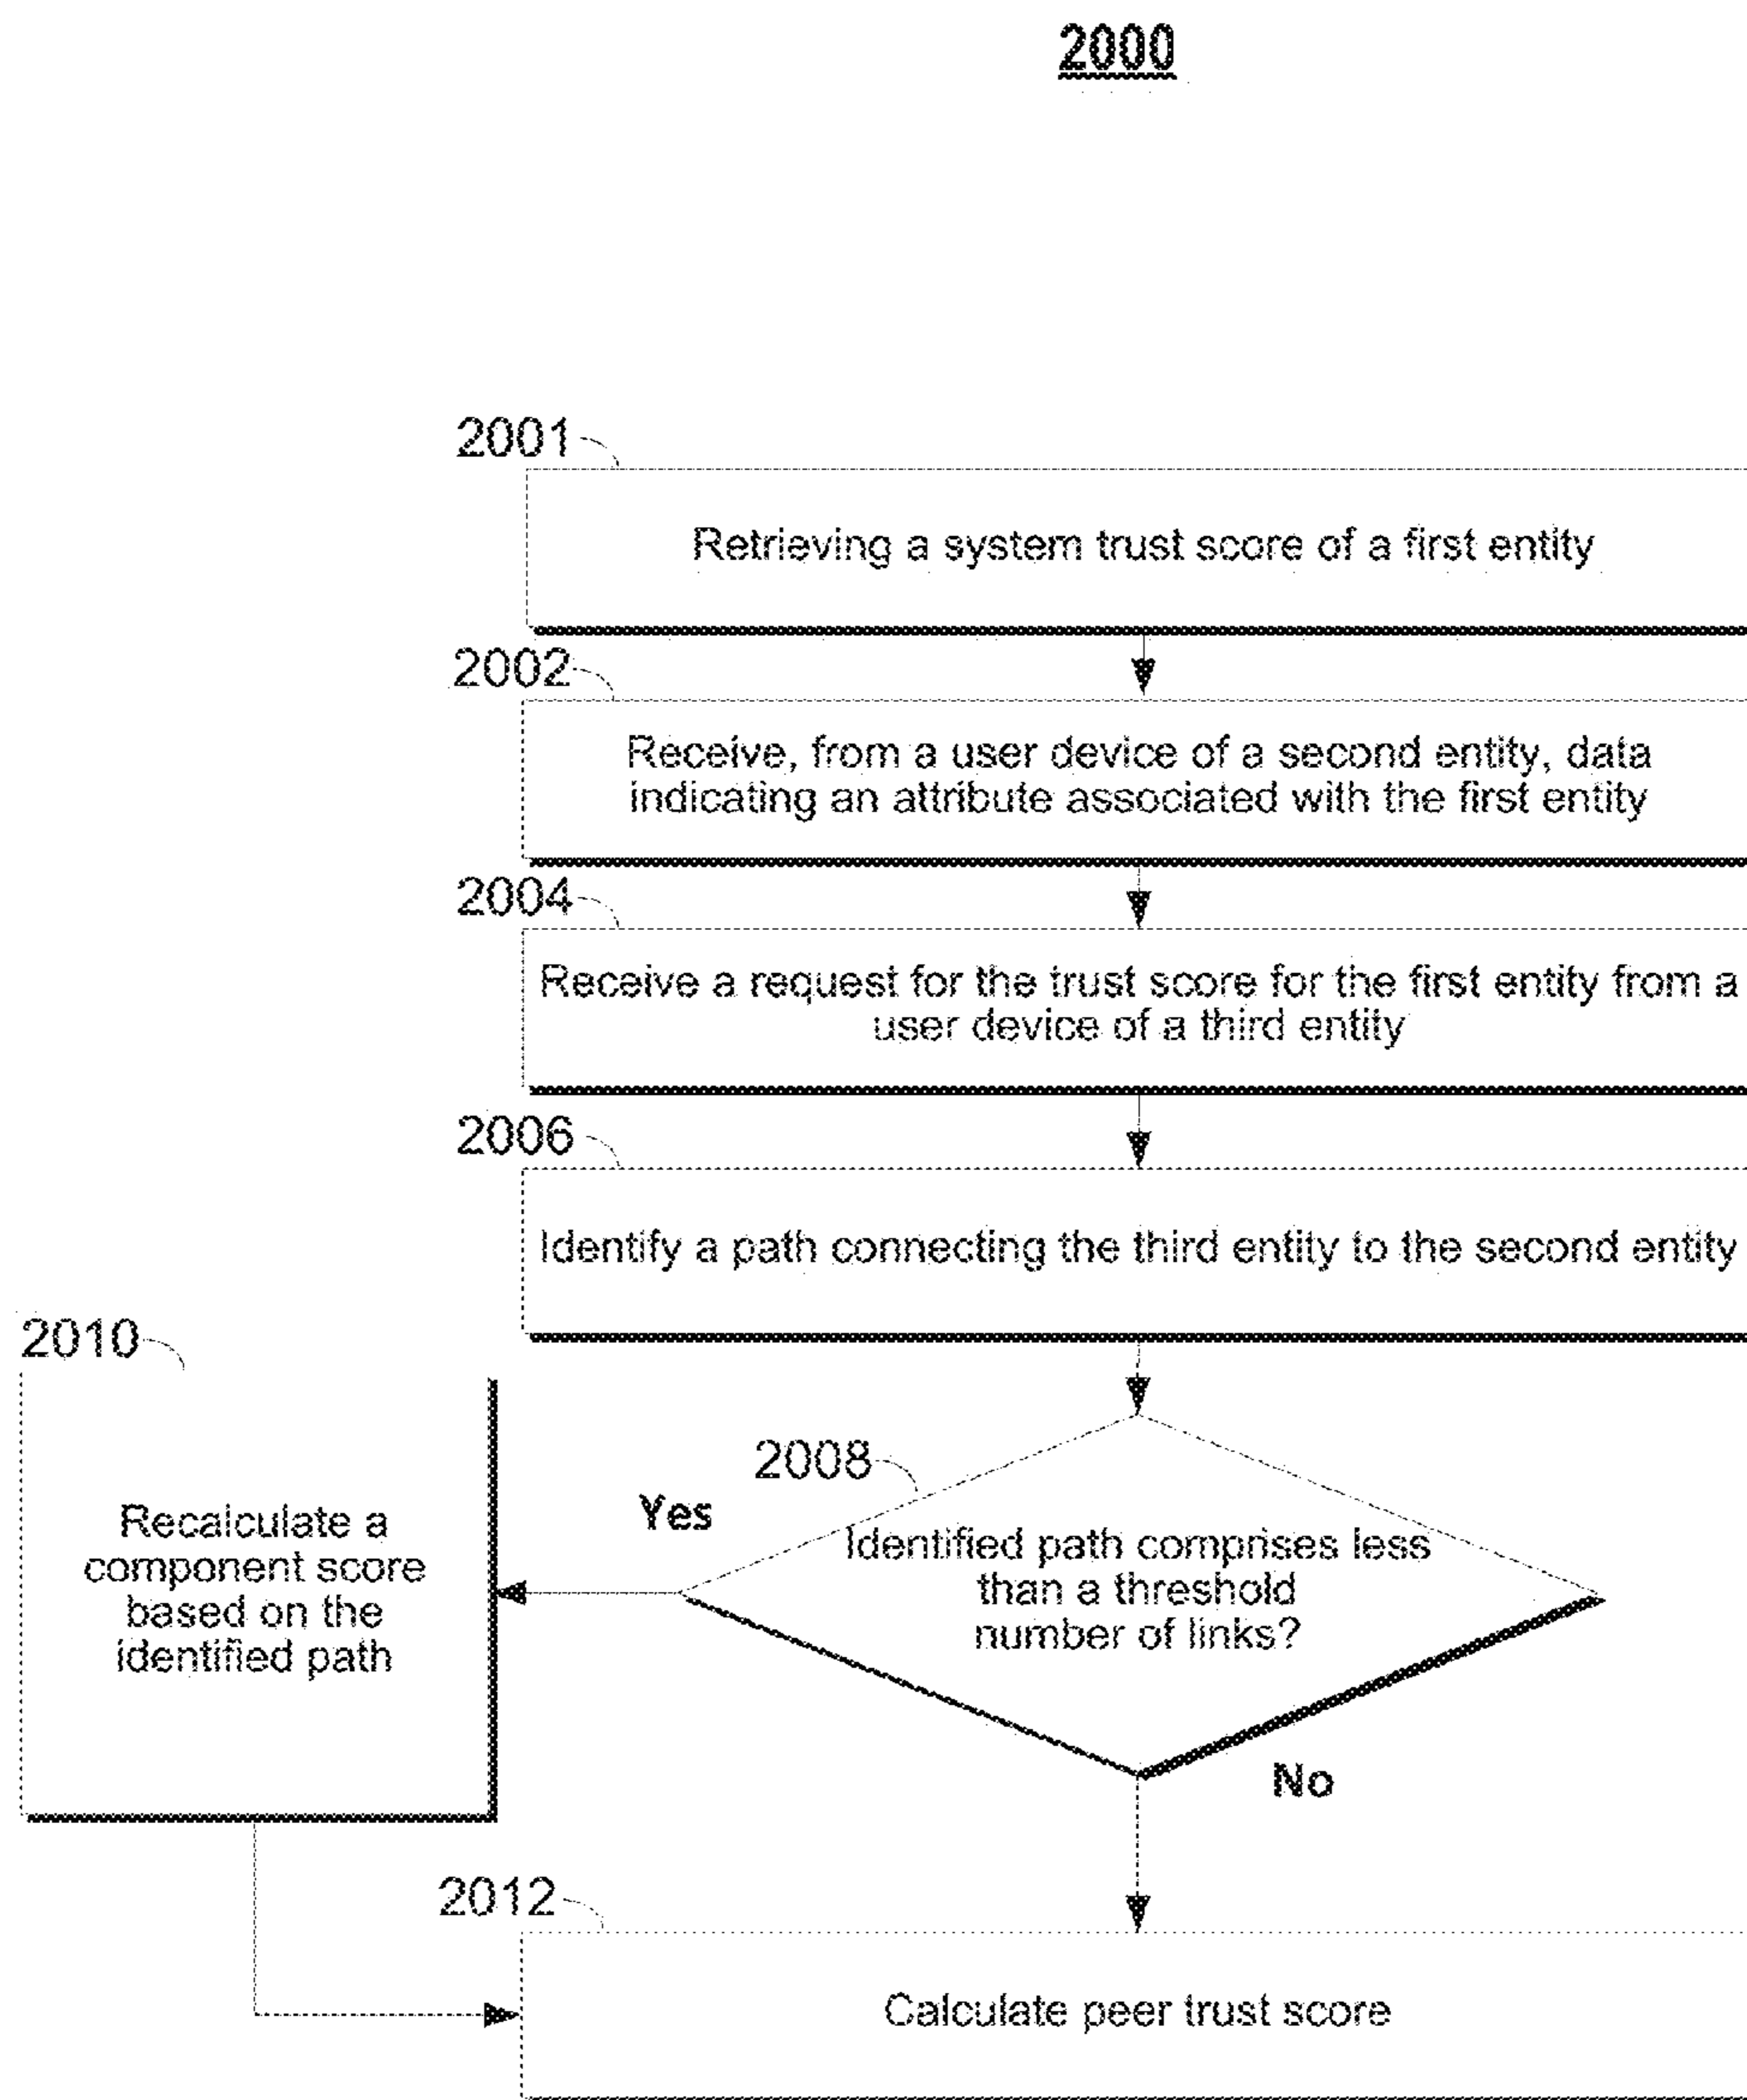 2000
2001
Retrieving a system trust score of a first entity
2002
Receive, from a user device of a second entity, data
indicating an attribute associated with the first entity
2004
Receive a request for the trust score for the first entity from a
user device of a third entity
2006
Identify a path connecting the third entity to the second entity
2010
Recalculate a
component score
based on the
identified path
2008
Yes
Identified path comprises less
than a threshold
number of links?
No
2012
Calculate peer trust score